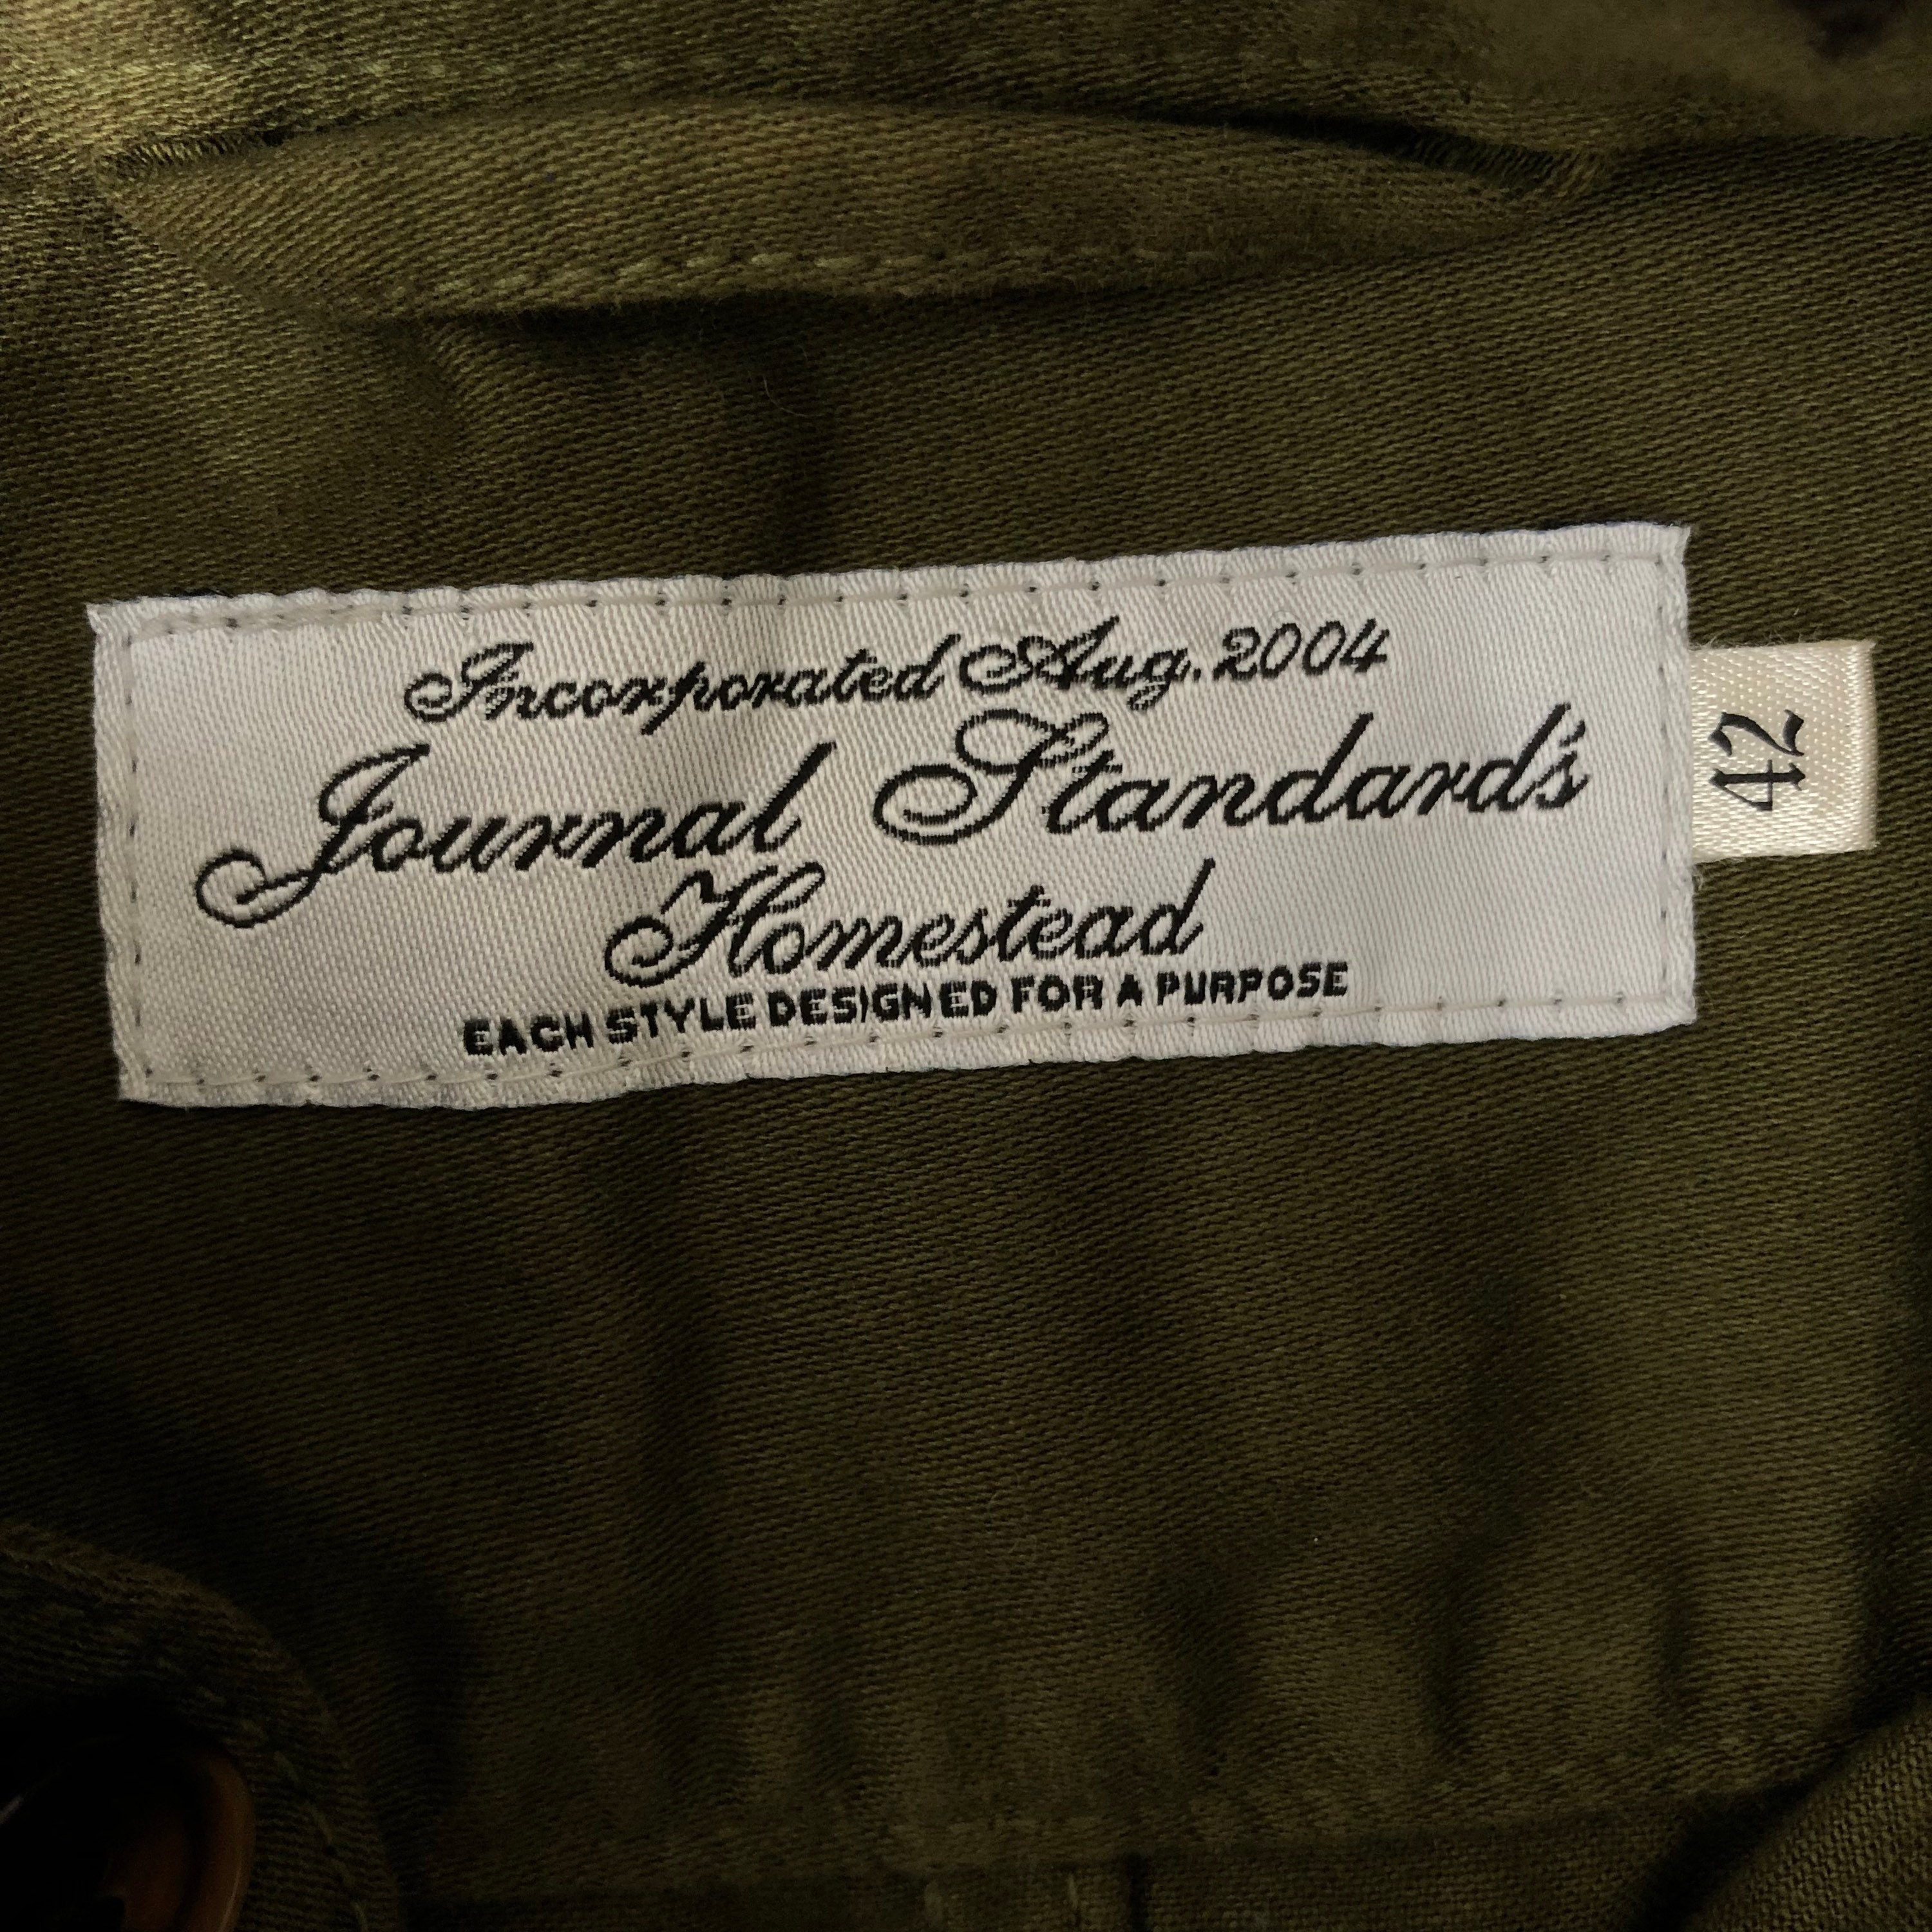 Incorporated Aug. 2004
Journal Standard's
Homestead
EACH STYLE DESIGNED FOR A PURPOSE
42